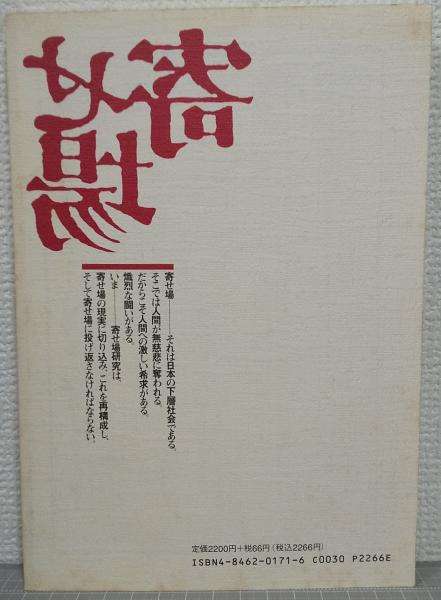 寄せ場
寄せ場———それは日本の下層社会である。
そこでは人間が無慈悲に奪われる。
だからこそ人間への激しい希求がある。
熾烈な闘いがある。
いま———寄せ場研究は、
寄せ場の現実に切り込み、これを再構成し、
そして寄せ場に投げ返さなければならない。
定価2200円+税66円(税込2266円)
ISBN4-8462-0171-6 C0030 P2266E